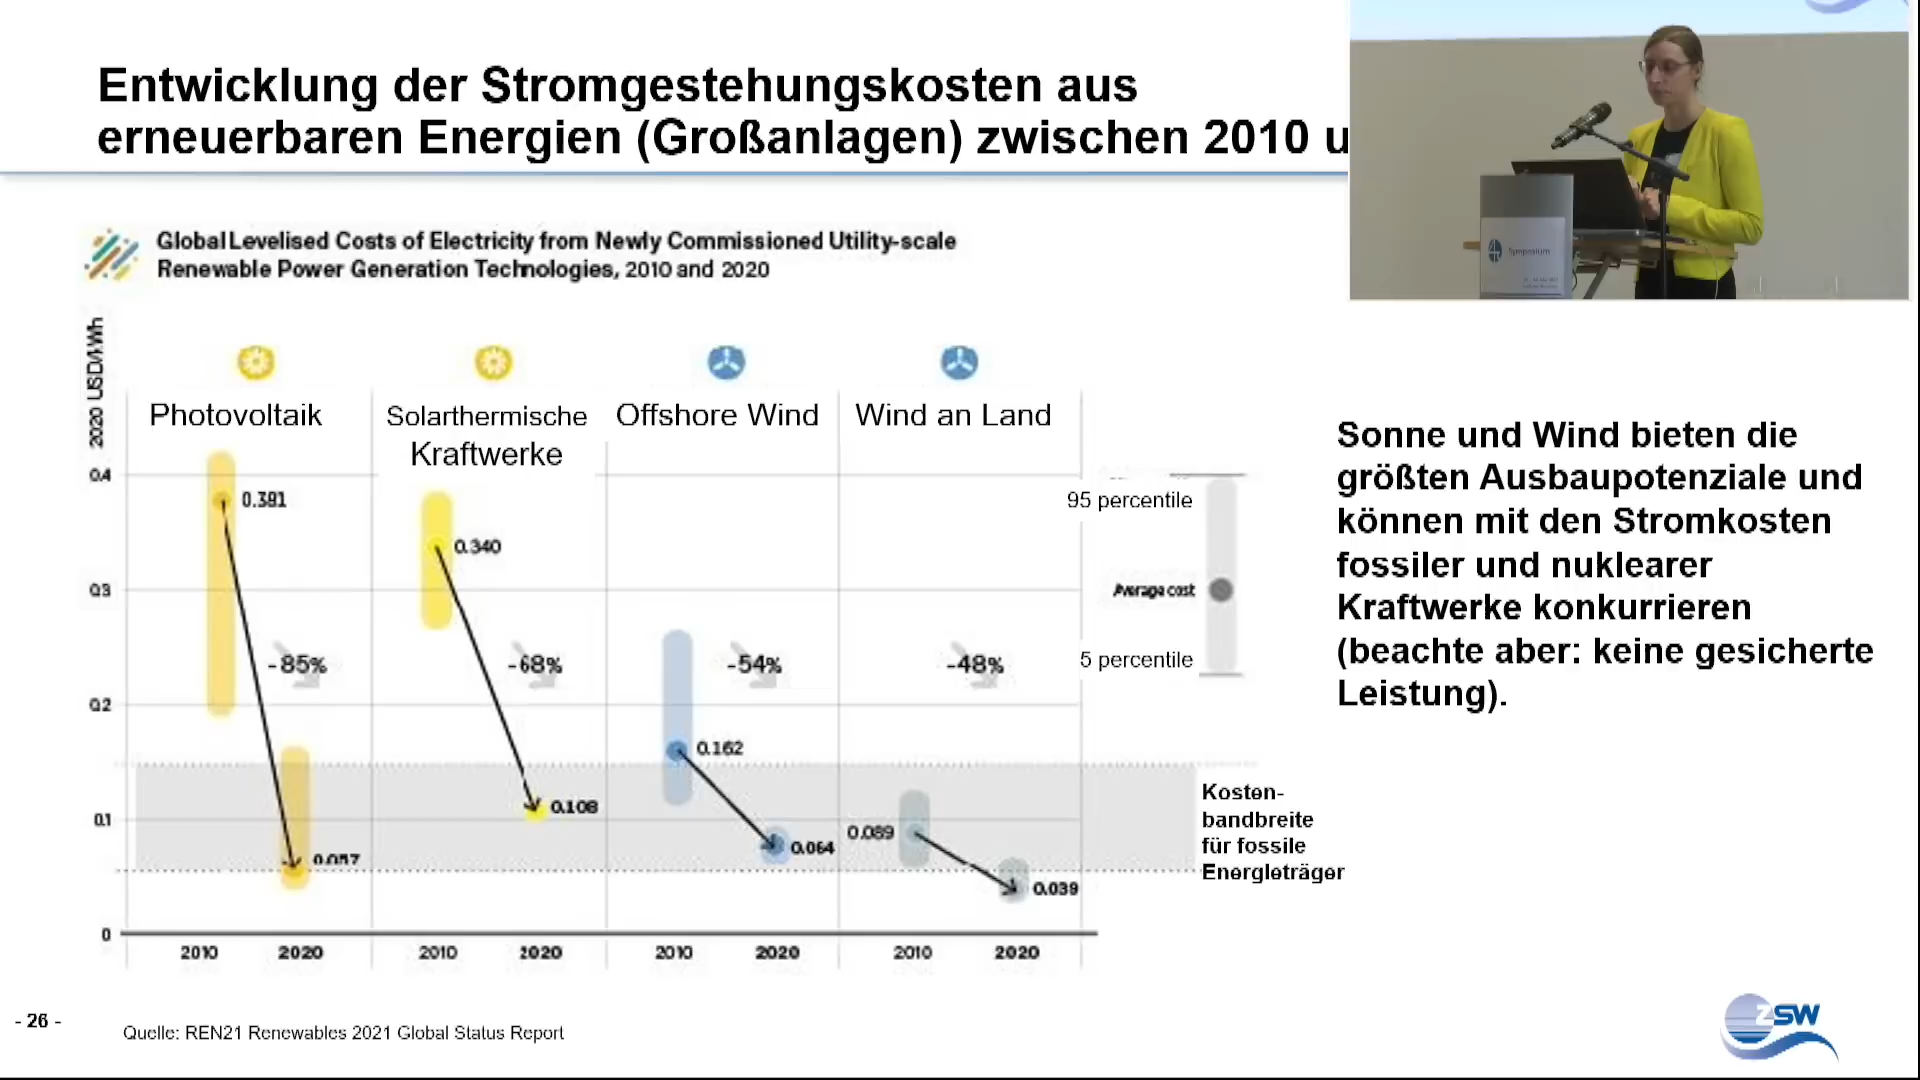 Entwicklung der Stromgestehungskosten aus
erneuerbaren Energien (Großanlagen) zwischen 2010 u
Global Levelised Costs of Electricity from Newly Commissioned Utility-scale
Renewable Power Generation Technologies, 2010 and 2020
2020 USD/kWh
Photovoltaik
Solarthermische
Kraftwerke
Offshore Wind
Wind an Land
0.4
0.3
0.2
0.1
0
0.381
0.340
0.162
0.089
0.108
0.039
-85%
-68%
-54%
-48%
95 percentile
Average cost
5 percentile
Kosten-
bandbreite
für fossile
Energieträger
2010
2020
2010
2020
2010
2020
2010
2020
Sonne und Wind bieten die
größten Ausbaupotenziale und
können mit den Stromkosten
fossiler und nuklearer
Kraftwerke konkurrieren
(beachte aber: keine gesicherte
Leistung).
Symposium
- 26 -
Quelle: REN21 Renewables 2021 Global Status Report
ZSW